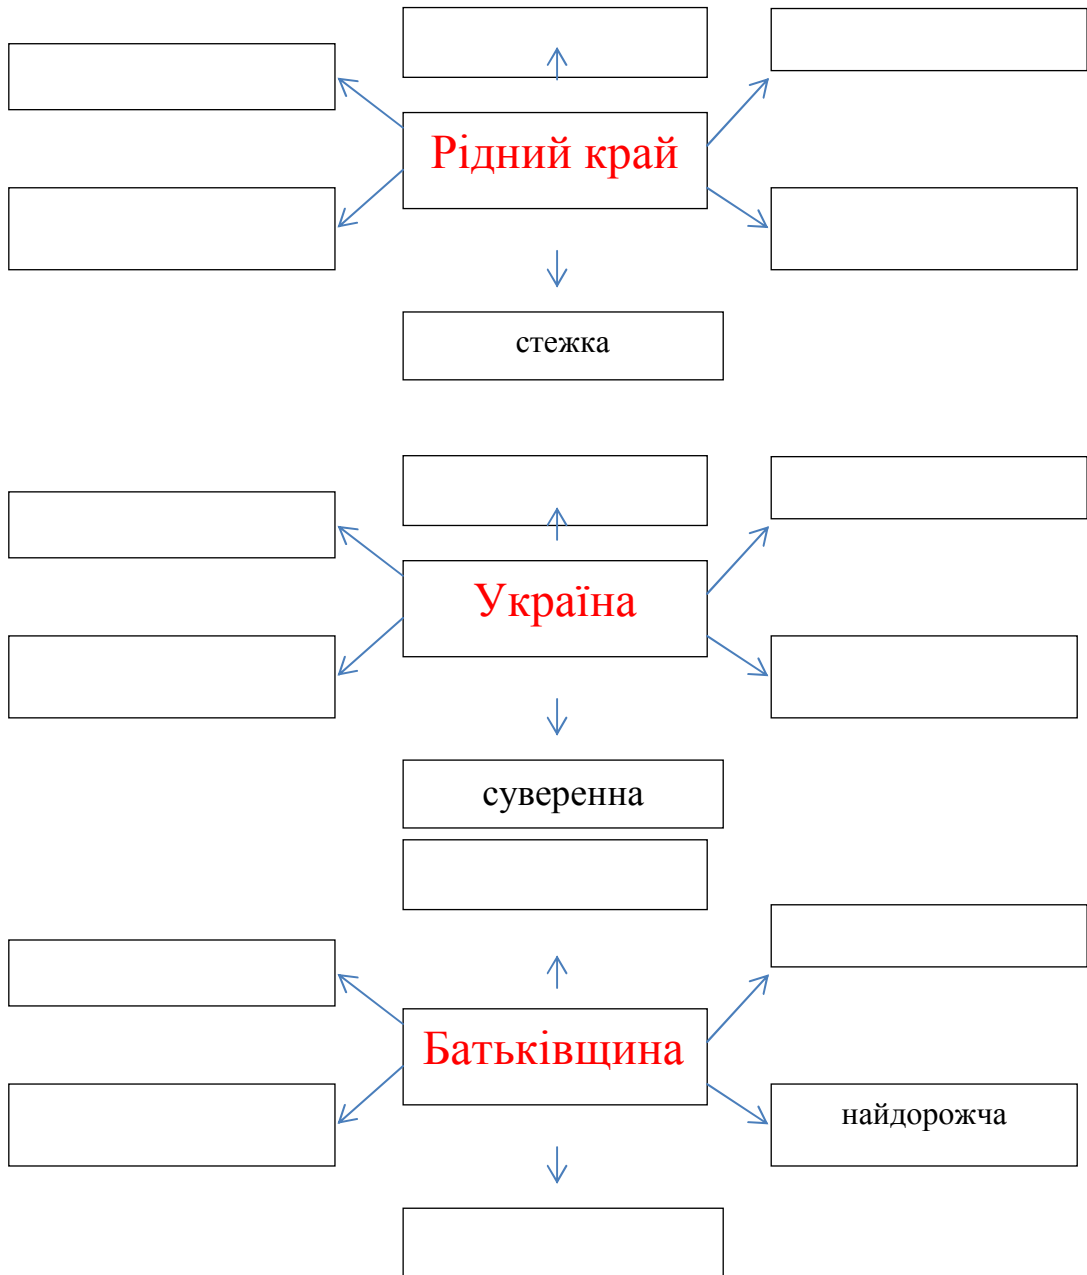 Рідний край
стежка
Україна
суверенна
Батьківщина
найдорожча